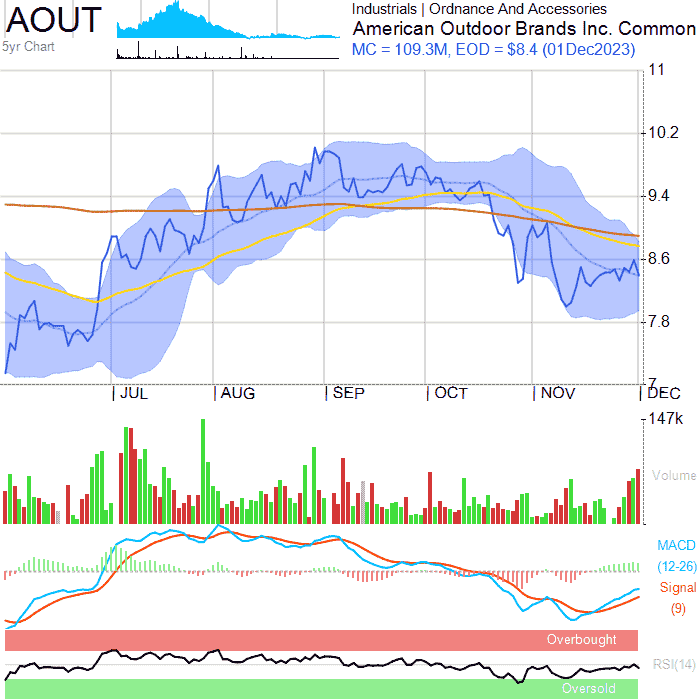 AOUT
5yr Chart
Industrials | Ordnance And Accessories
American Outdoor Brands Inc. Common
MC = 109.3M, EOD = $8.4 (01Dec2023)
11
10.2
9.4
8.6
7.8
7
JUL AUG SEP OCT NOV DEC
147k
Volume
MACD
(12-26)
Signal
(9)
Overbought
RSI(14)
Oversold